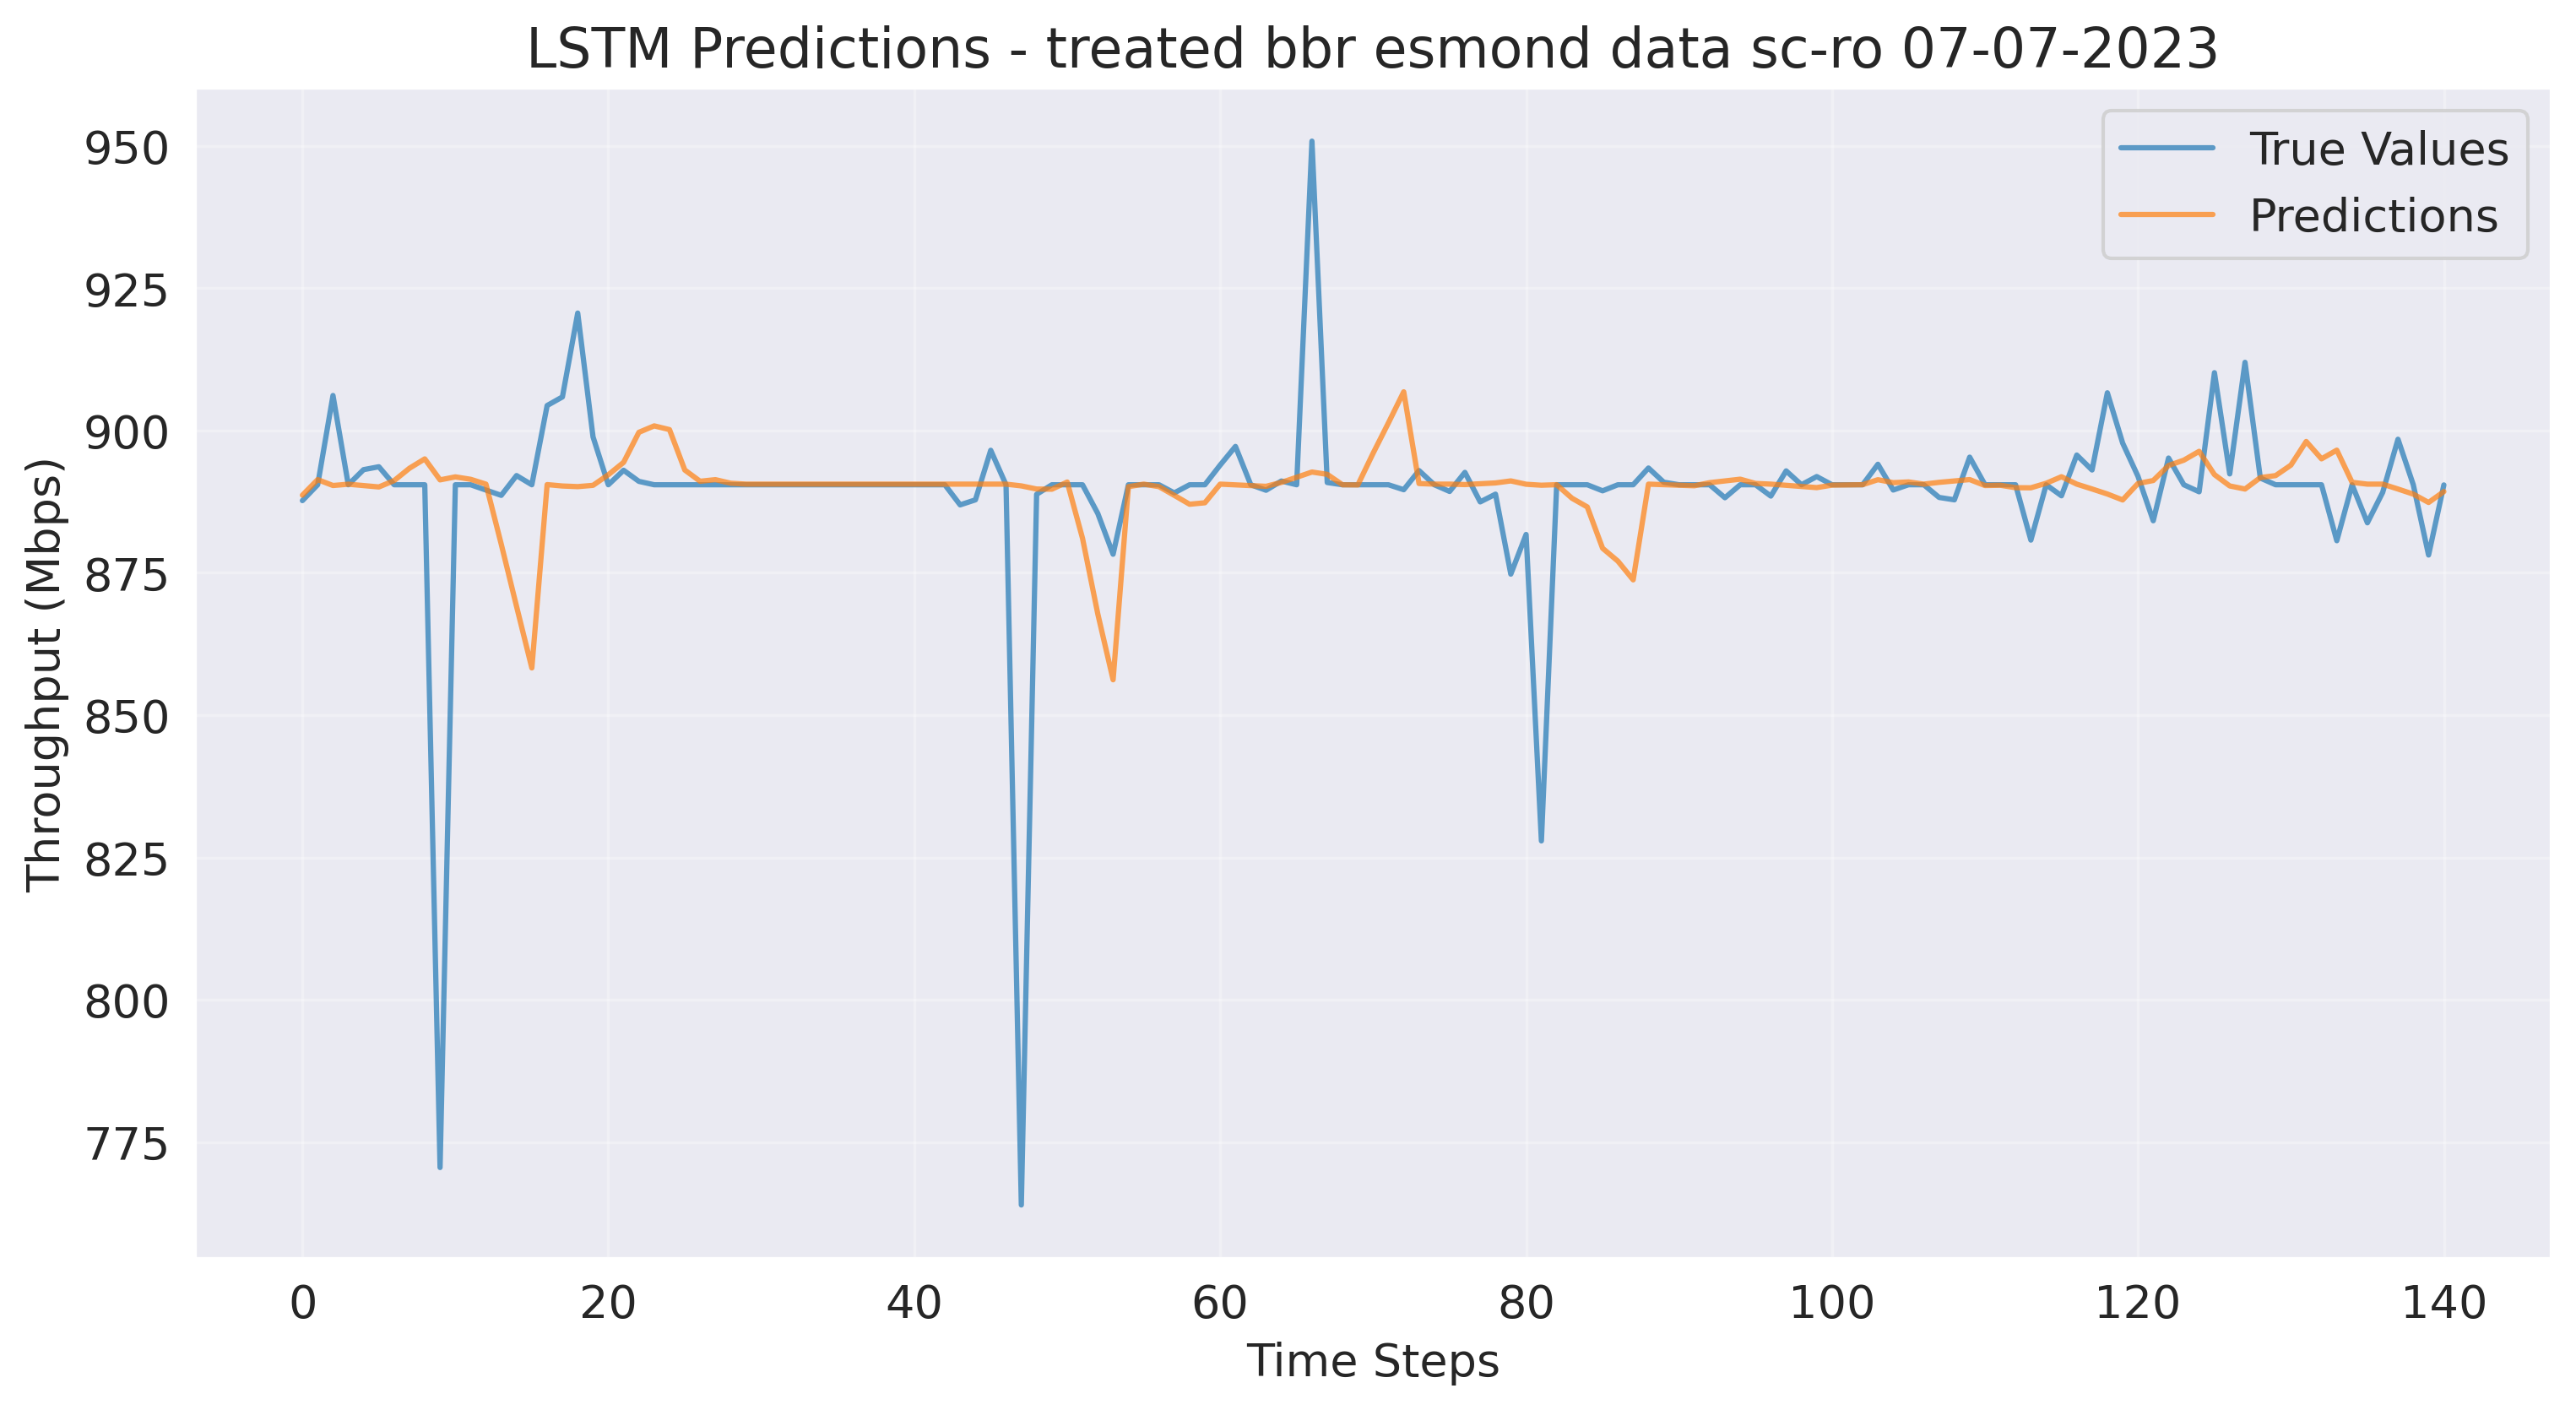 LSTM Predictions - treated bbr esmond data sc-ro 07-07-2023
True Values
Predictions
Throughput (Mbps)
950
925
900
875
850
825
800
775
0 20 40 60 80 100 120 140
Time Steps